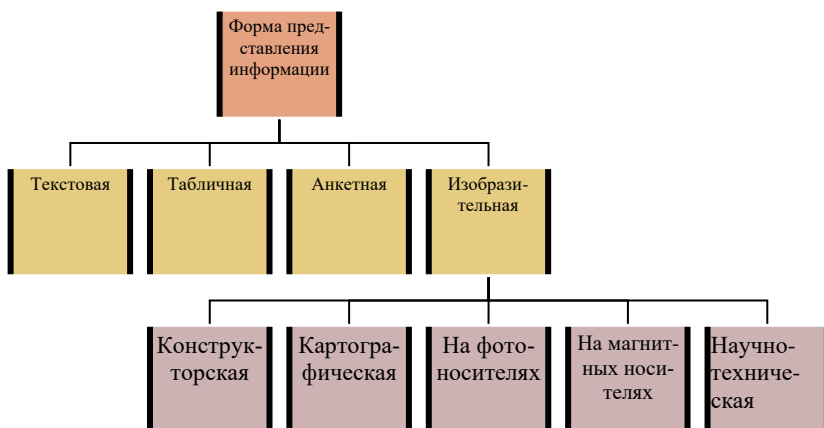 Форма пред-
ставления
информации
Текстовая
Табличная
Анкетная
Изобрази-
тельная
Конструк-
торская
Картогра-
фическая
На фото-
носителях
На магнит-
ных носи-
телях
Научно-
техниче-
ская